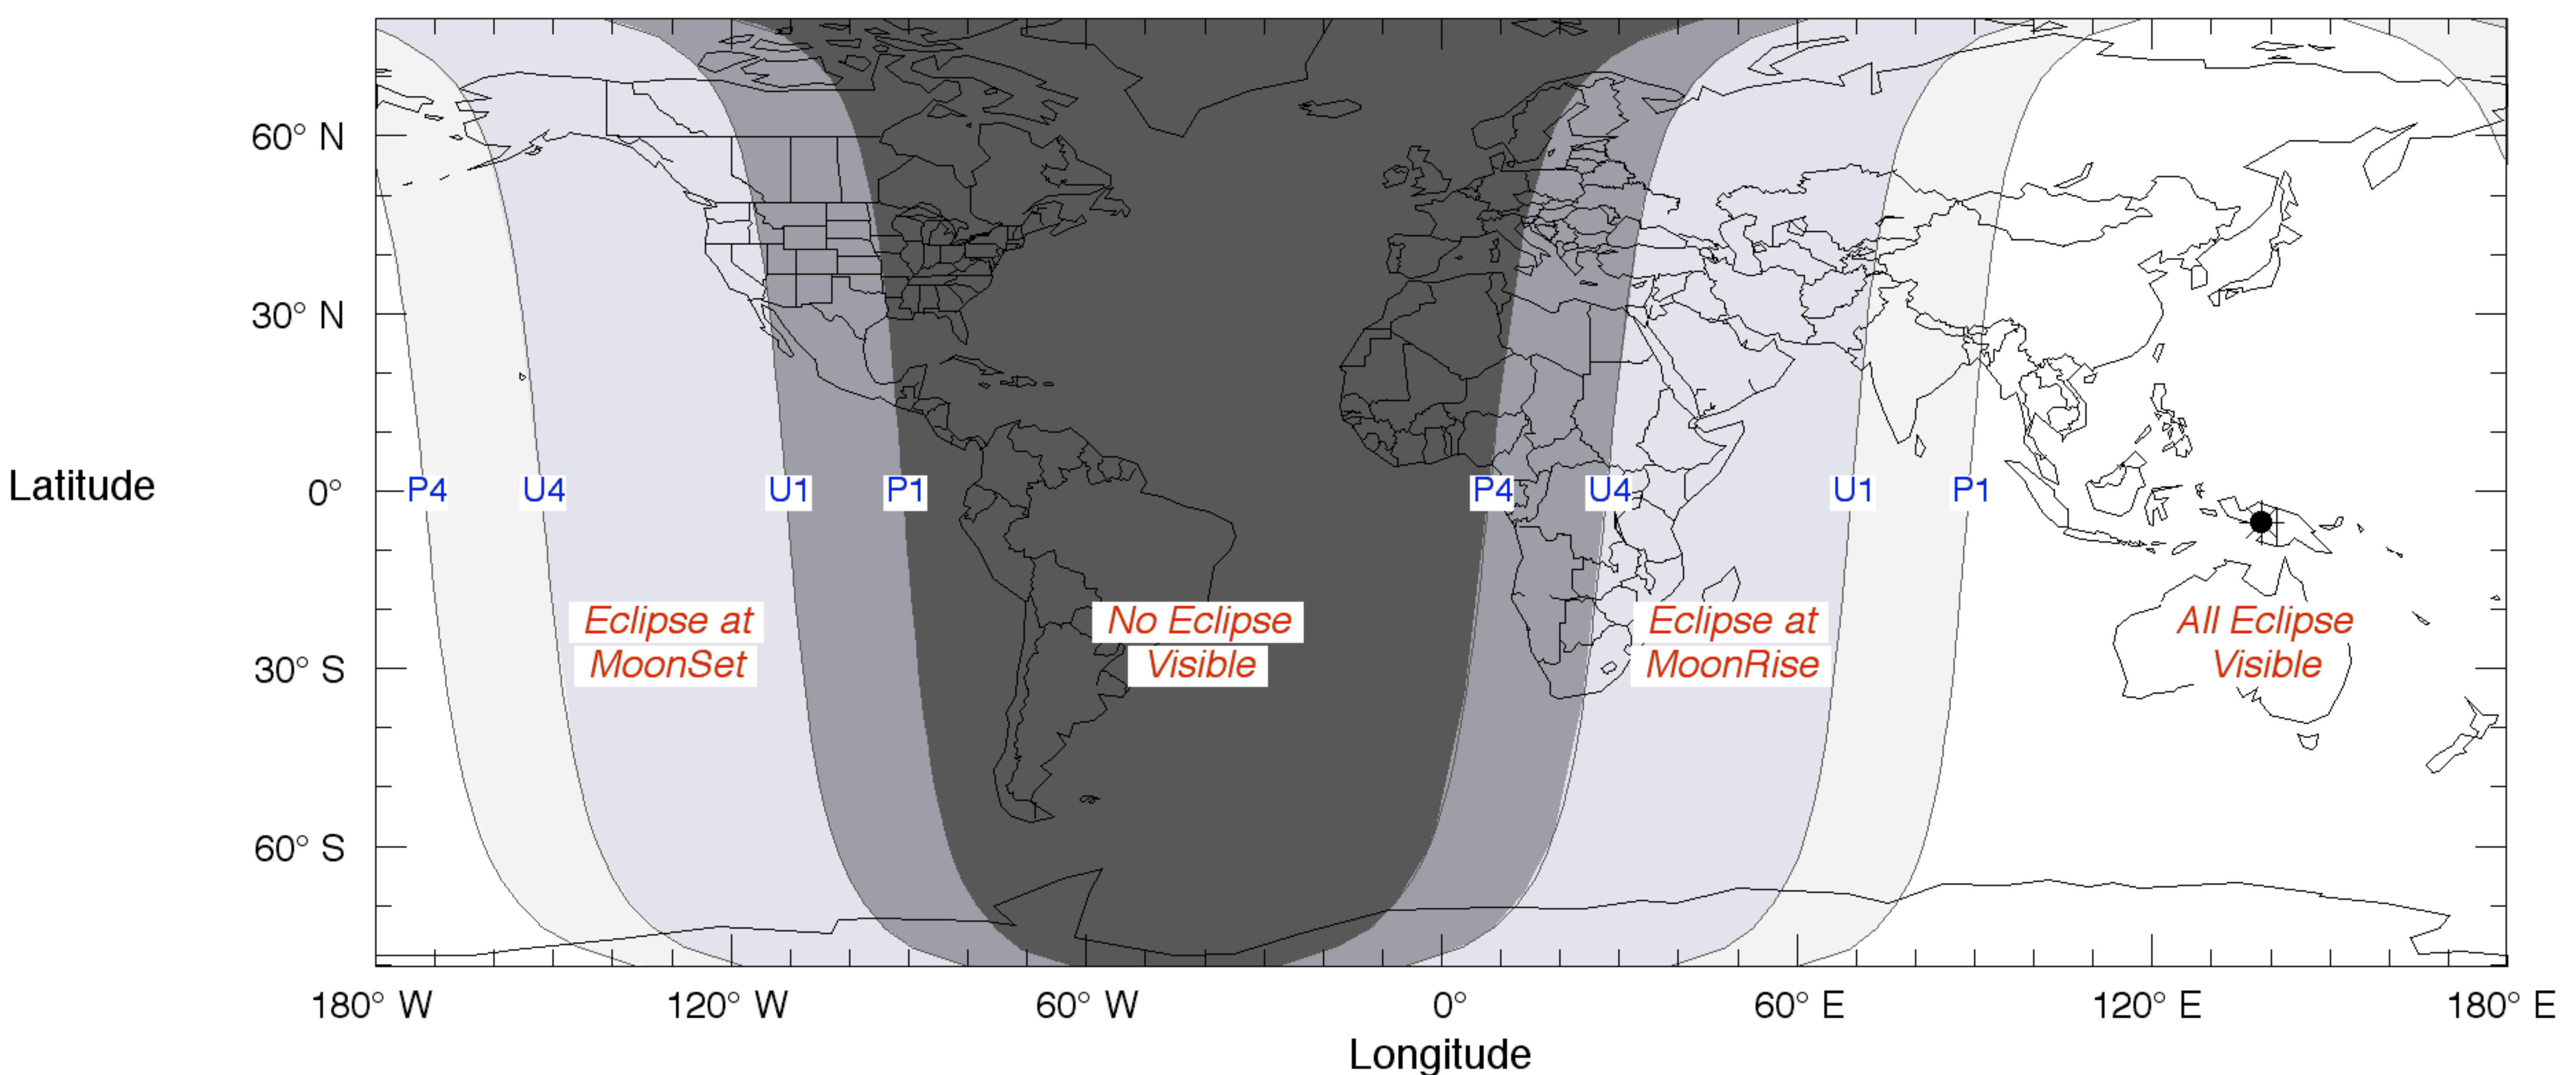 60° N
30° N
Latitude
0°
P4 U4 U1 P1 P4 U4 U1 P1
Eclipse at
MoonSet
No Eclipse
Visible
Eclipse at
MoonRise
All Eclipse
Visible
30° S
60° S
180° W 120° W 60° W 0° 60° E 120° E 180° E
Longitude